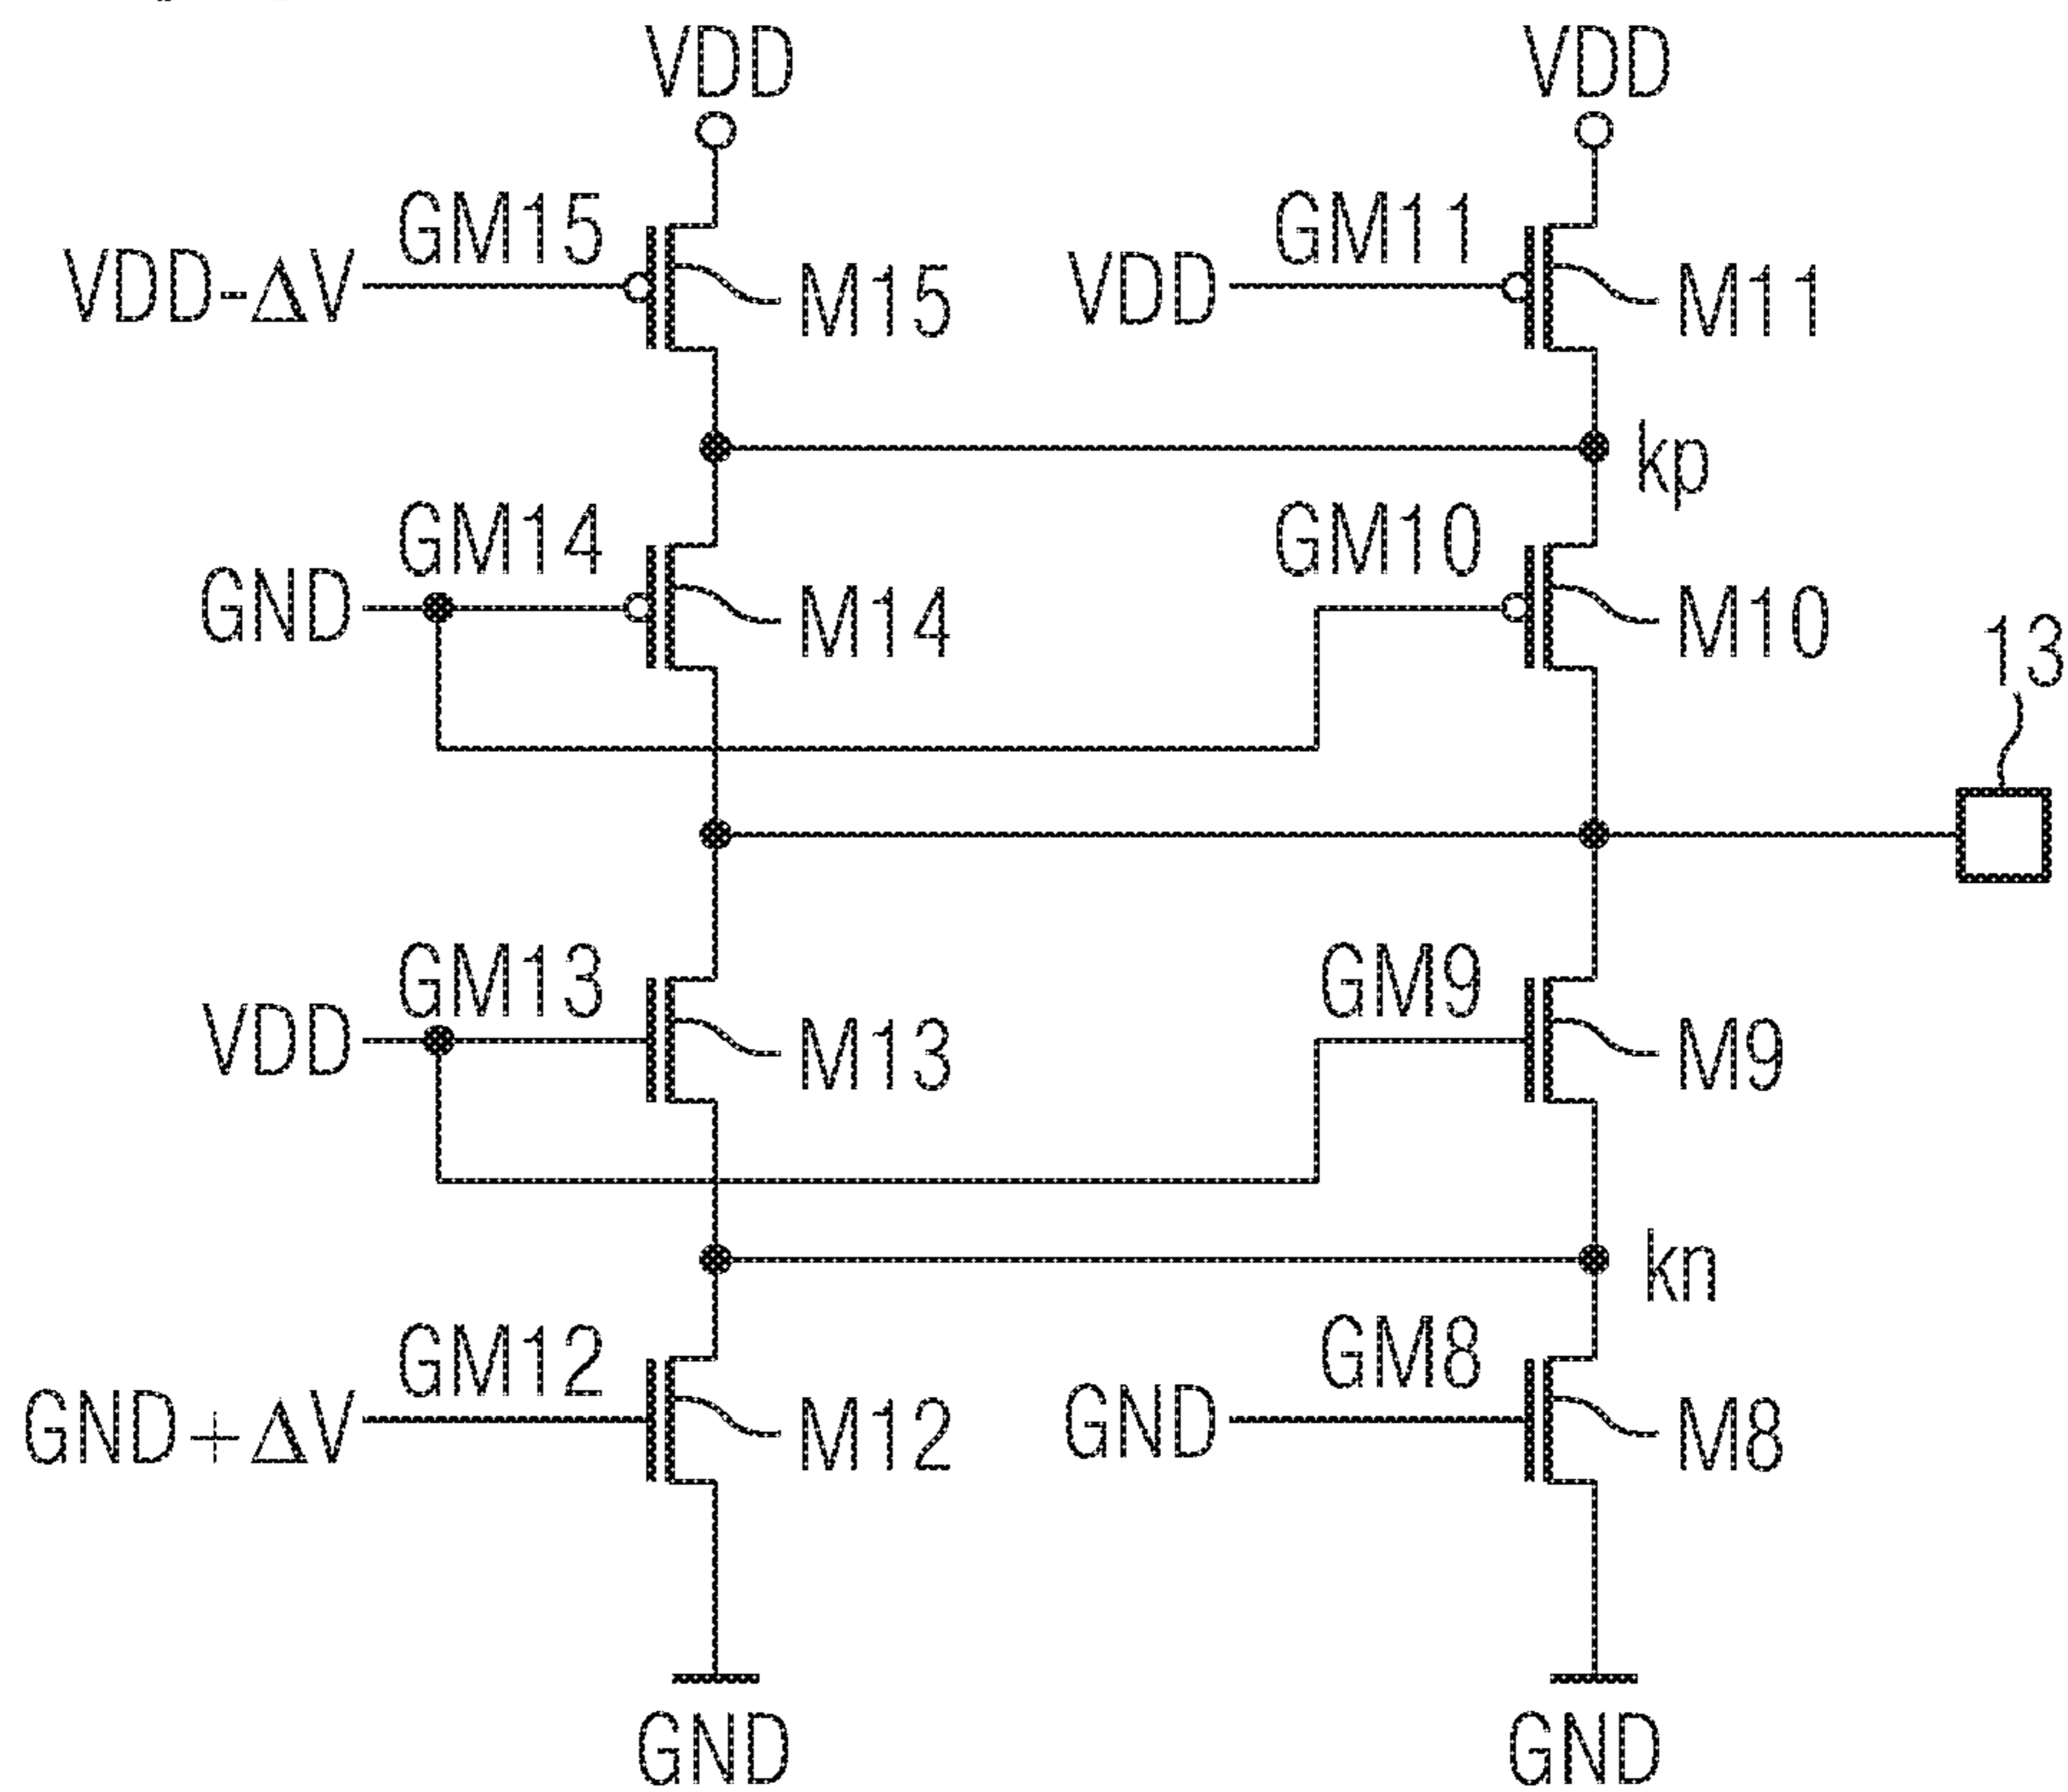 VDD VDD
GM15 GM11
VDD-ΔV M15 VDD M11
kp
GM14 GM10
GND M14 M10
13
GM13 GM9
VDD M13 M9
kn
GM12 GM8
GND+ΔV M12 GND M8
GND GND